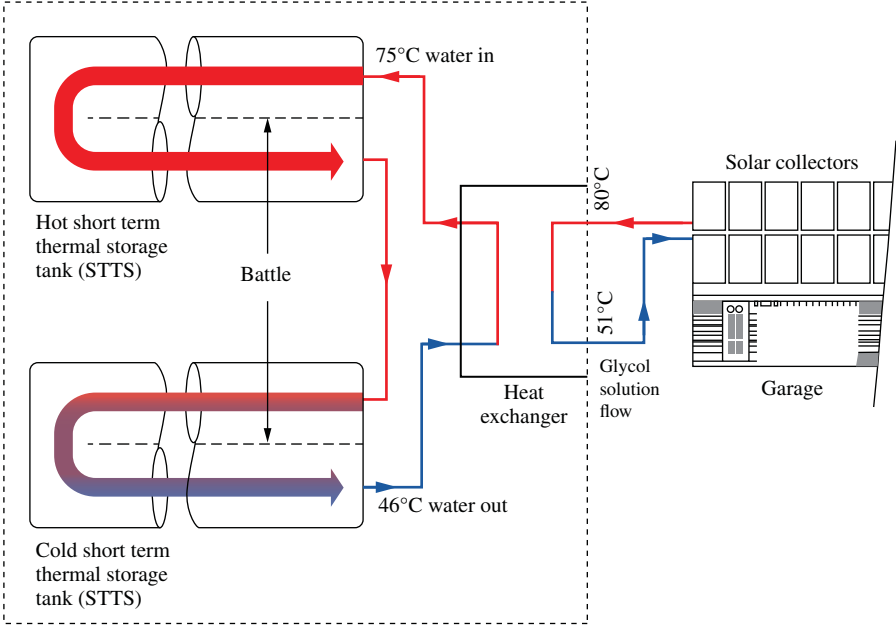 75°C water in
Solar collectors
80°C
Hot short term
thermal storage
tank (STTS)
Battle
51°C
Heat
exchanger
Glycol
solution
flow
Garage
46°C water out
Cold short term
thermal storage
tank (STTS)